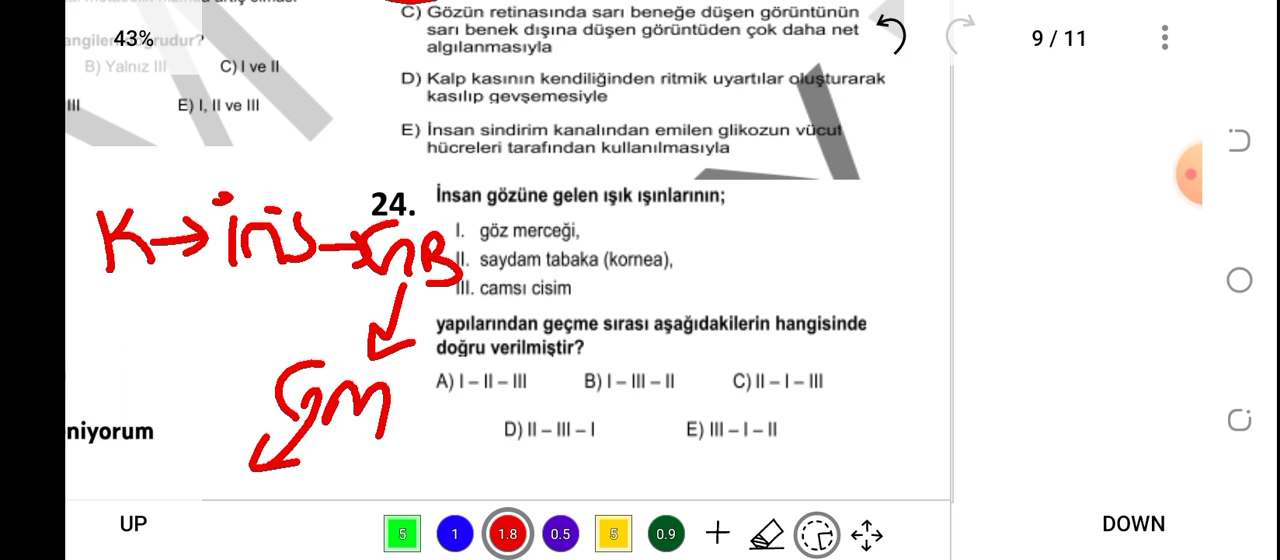 43%
9 / 11
angiler
rudur?
B) Yalnız III
C) I ve II
III
E) I, II ve III
C) Gözün retinasında sarı beneğe düşen görüntünün
sarı benek dışına düşen görüntüden çok daha net
algılanmasıyla
D) Kalp kasının kendiliğinden ritmik uyartılar oluşturarak
kasılıp gevşemesiyle
E) İnsan sindirim kanalından emilen glikozun vücut
hücreleri tarafından kullanılmasıyla
K → iris →
24. İnsan gözüne gelen ışık ışınlarının;
I. göz merceği,
II. saydam tabaka (kornea),
III. camsı cisim
yapılarından geçme sırası aşağıdakilerin hangisinde
doğru verilmiştir?
A) I – II – III
B) I – III – II
C) II – I – III
D) II – III – I
E) III – I – II
niyorum
UP
5
1
1.8
0.5
5
0.9
DOWN